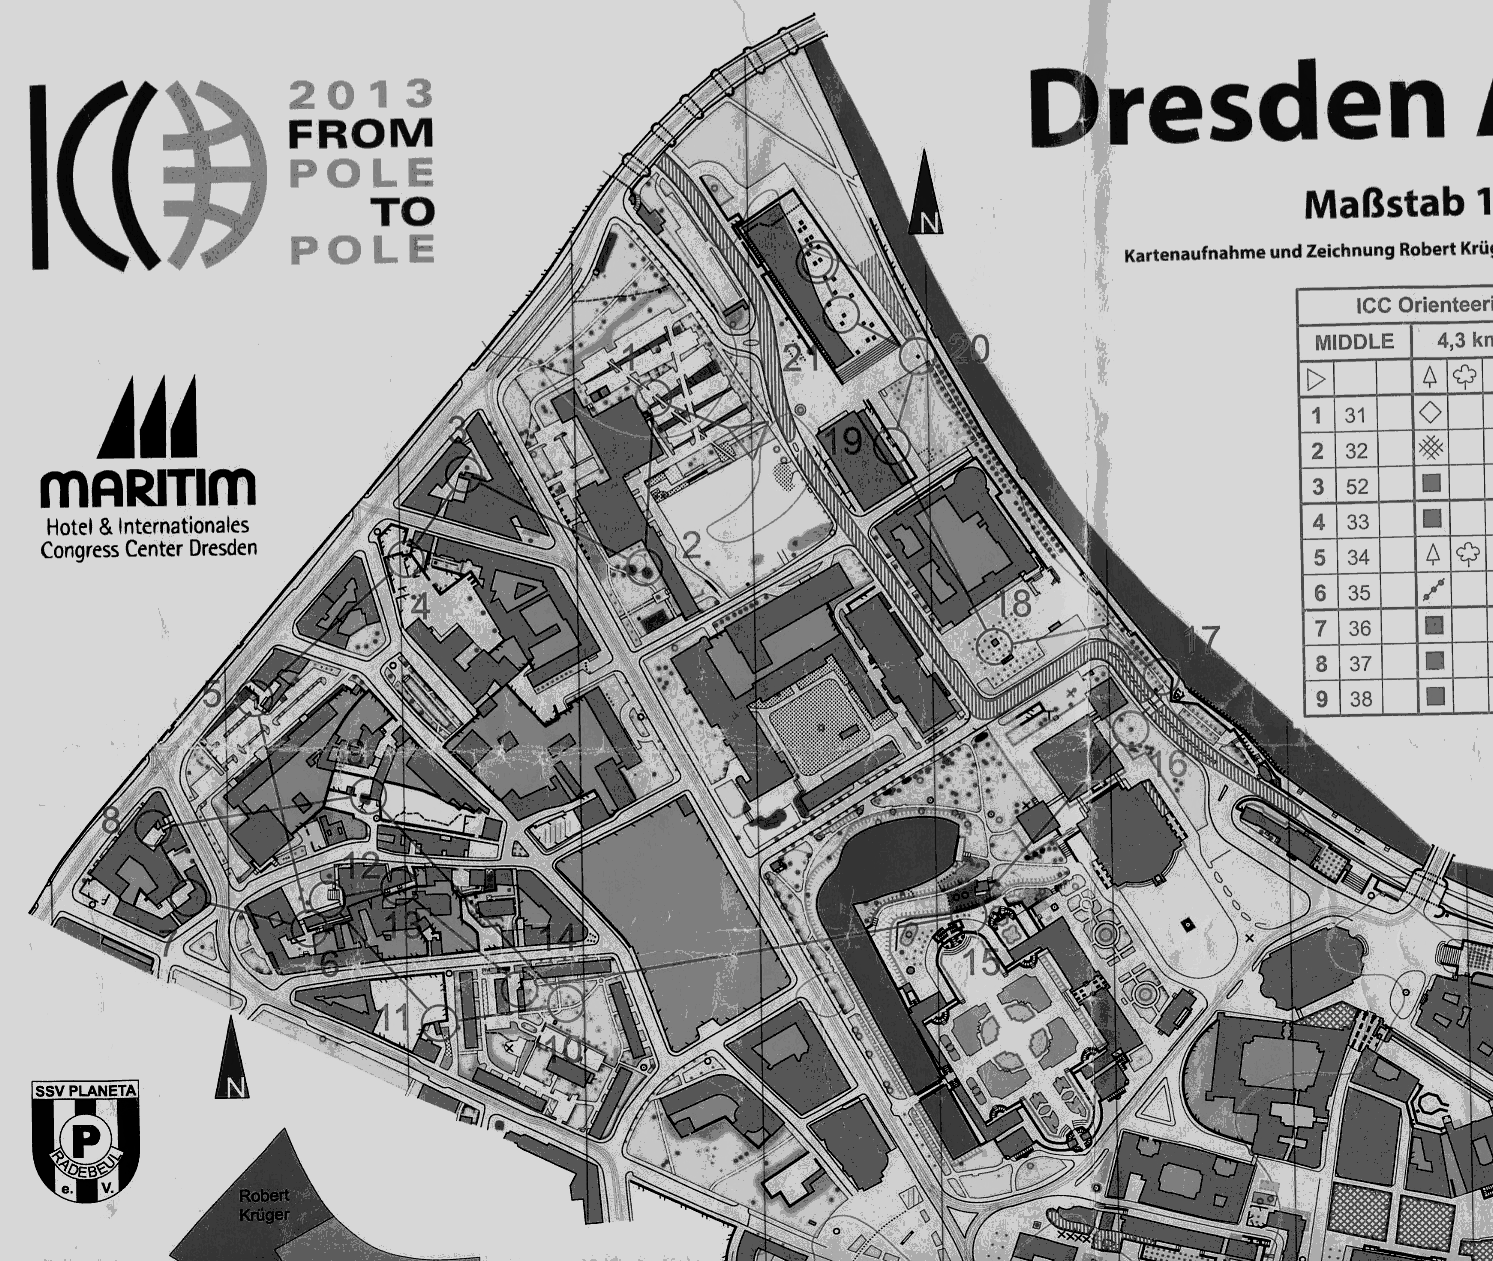 2013
FROM
POLE
TO
POLE
Dresden
Maßstab 1
Kartenaufnahme und Zeichnung Robert
N
MARITIM
Hotel & Internationales
Congress Center Dresden
ICC
MIDDLE 4,3
1 31
2 32
3 52
4 33
5 34
6 35
7 36
8 37
9 38
1
2
3
4
5
6
7
8
9
10
11
12
13
14
15
16
17
18
19
20
21
N
SSV PLANETA
P
RADEBEUL
e. V.
Robert
Krüger